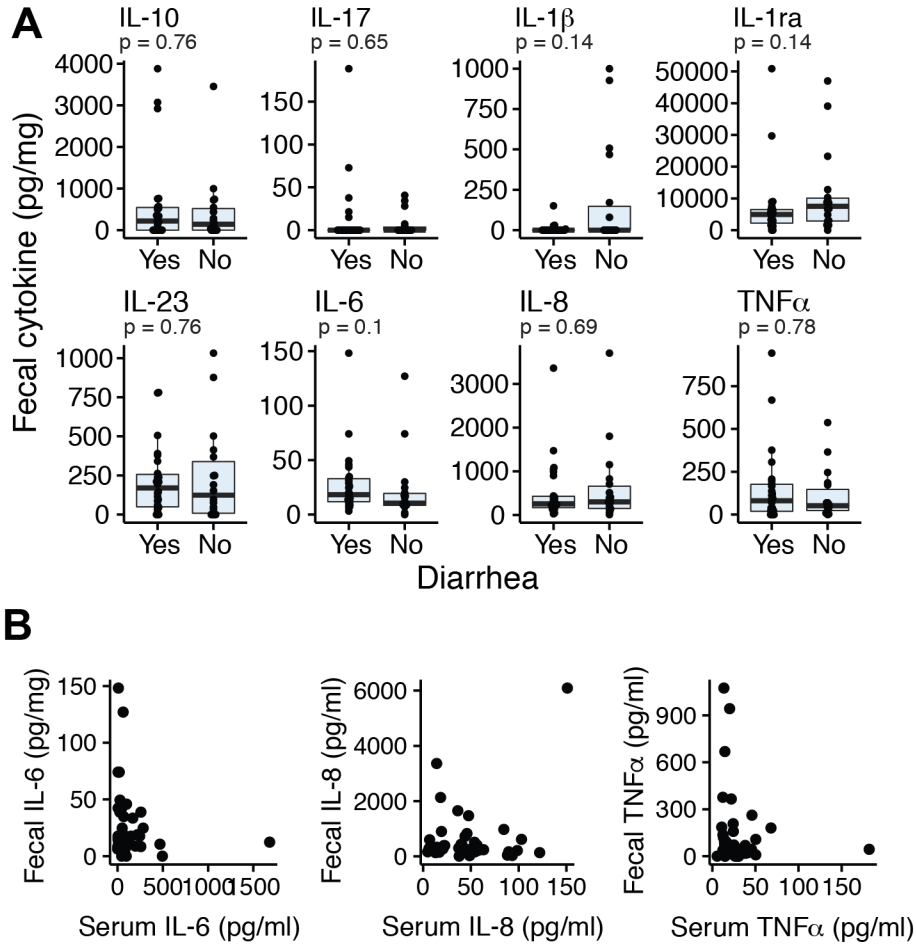 A
IL-10
p = 0.76
4000
3000
2000
1000
0
Yes No
IL-17
p = 0.65
150
100
50
0
Yes No
IL-1β
p = 0.14
1000
750
500
250
0
Yes No
IL-1ra
p = 0.14
50000
40000
30000
20000
10000
0
Yes No
Fecal cytokine (pg/mg)
IL-23
p = 0.76
1000
750
500
250
0
Yes No
IL-6
p = 0.1
150
100
50
0
Yes No
IL-8
p = 0.69
3000
2000
1000
0
Yes No
TNFα
p = 0.78
750
500
250
0
Yes No
Diarrhea
B
Fecal IL-6 (pg/mg)
150
100
50
0
0 500 1000 1500
Serum IL-6 (pg/ml)
Fecal IL-8 (pg/ml)
6000
4000
2000
0
0 50 100 150
Serum IL-8 (pg/ml)
Fecal TNFα (pg/ml)
900
600
300
0
0 50 100 150
Serum TNFα (pg/ml)